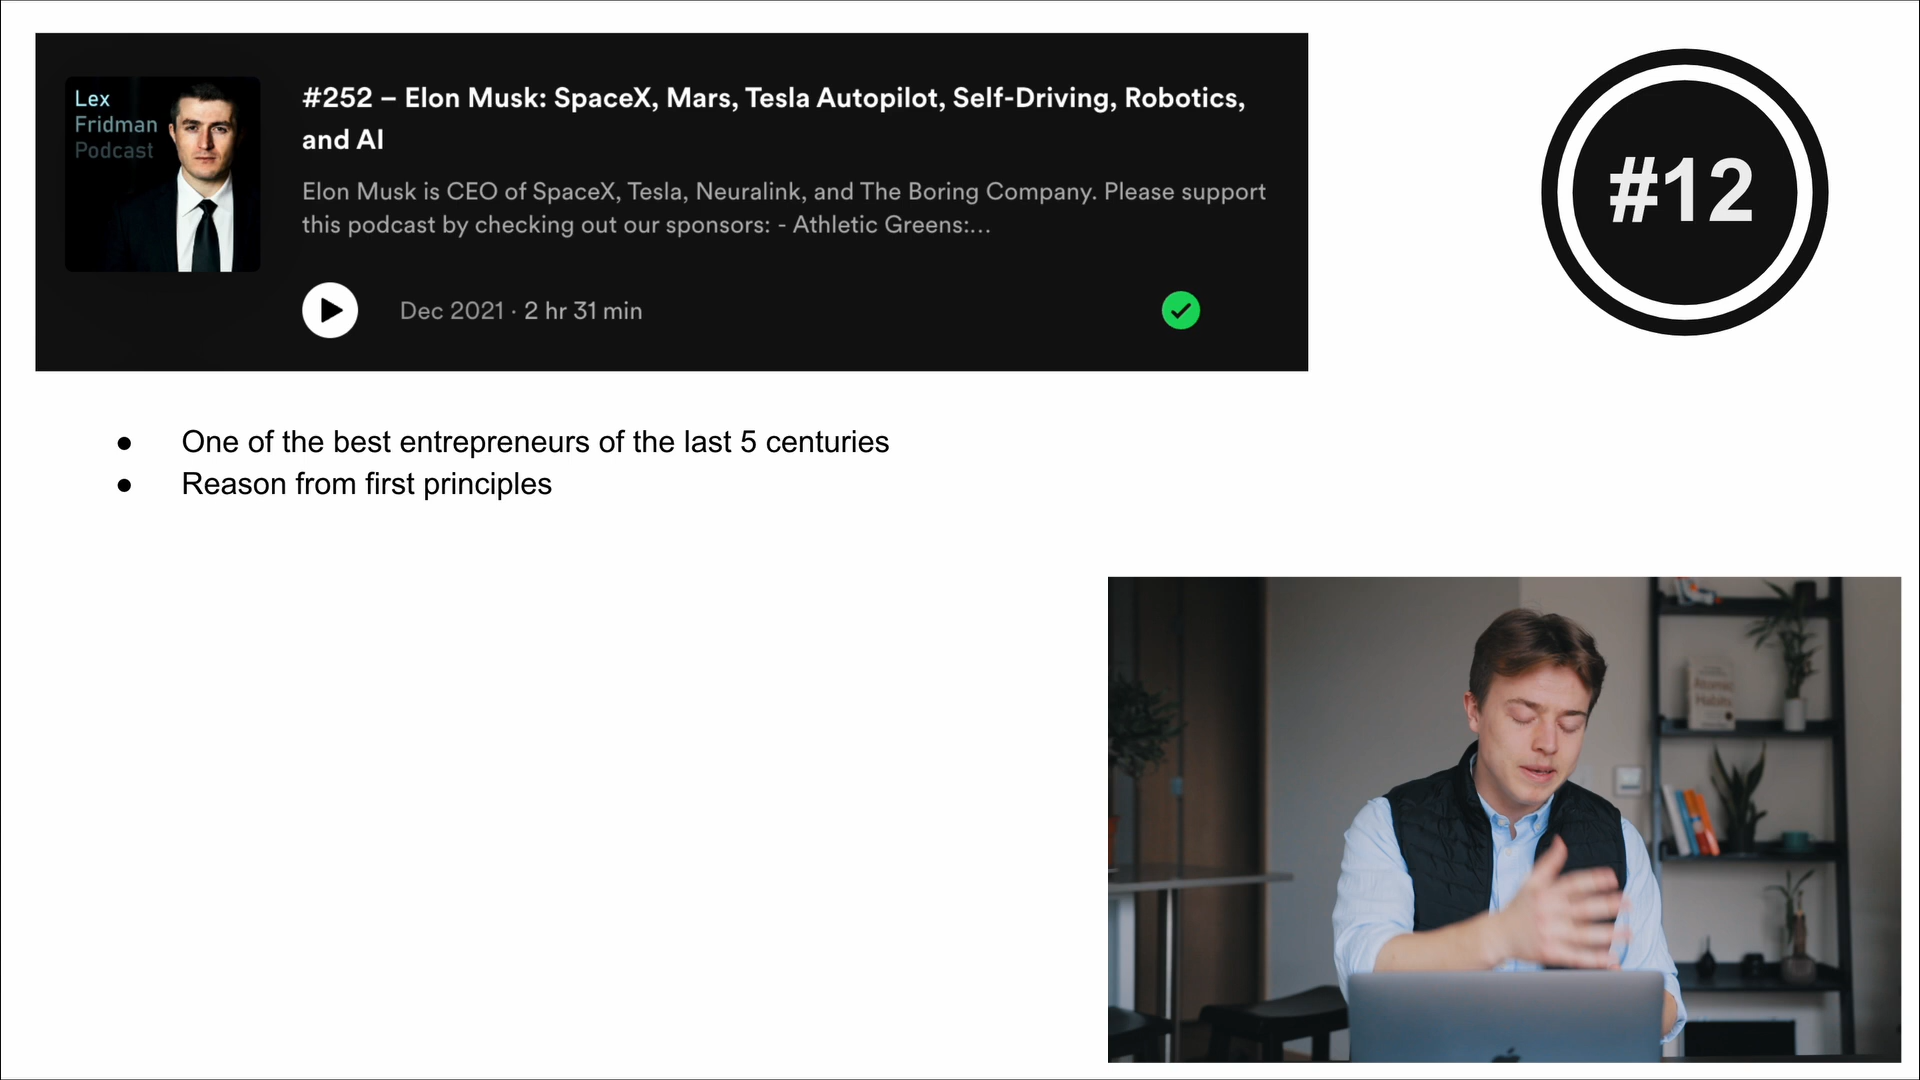 Lex
Fridman
Podcast
#252 – Elon Musk: SpaceX, Mars, Tesla Autopilot, Self-Driving, Robotics,
and AI
Elon Musk is CEO of SpaceX, Tesla, Neuralink, and The Boring Company. Please support
this podcast by checking out our sponsors: - Athletic Greens:...
Dec 2021 · 2 hr 31 min
#12
● One of the best entrepreneurs of the last 5 centuries
● Reason from first principles
Atomic
Habits